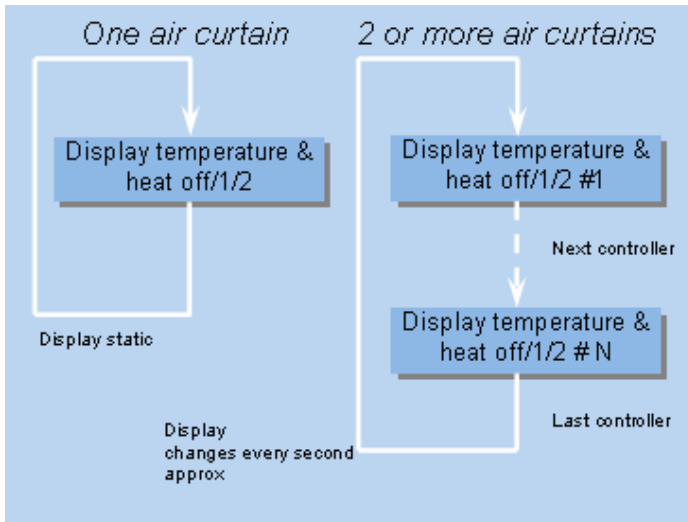 One air curtain
2 or more air curtains
Display temperature &
heat off/1/2
Display temperature &
heat off/1/2 #1
Next controller
Display temperature &
heat off/1/2 # N
Display static
Last controller
Display
changes every second
approx